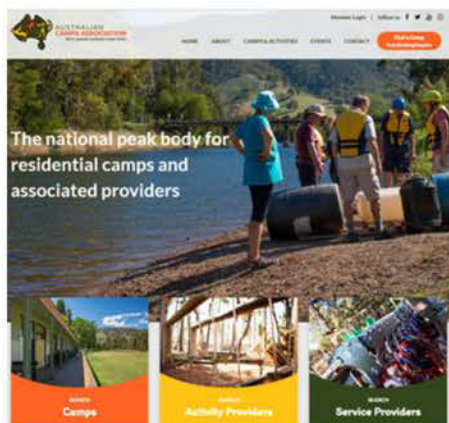 Member Login | Follow us
AUSTRALIAN
CAMPS ASSOCIATION
HOME ABOUT CAMPS & ACTIVITIES EVENTS CONTACT
Find a Camp
The national peak body for
residential camps and
associated providers
SEARCH
Camps
SEARCH
Activity Providers
SEARCH
Service Providers